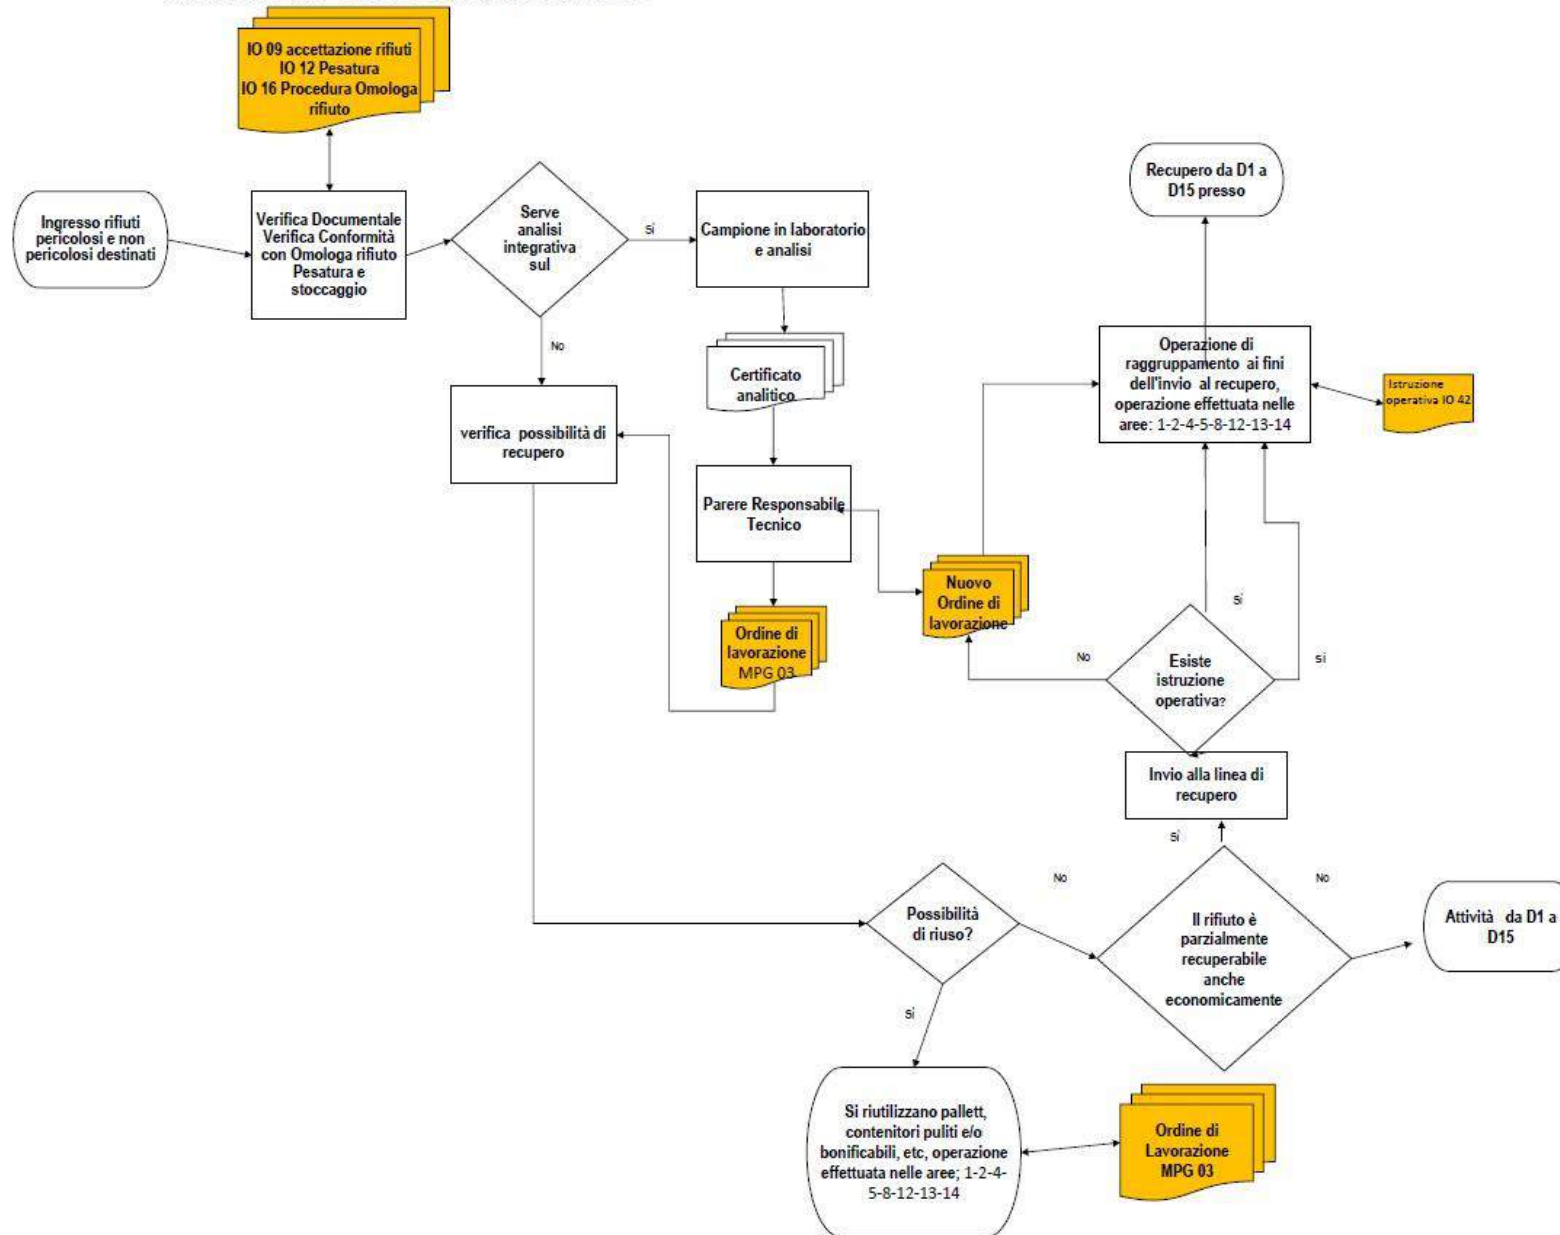 IO 09 accettazione rifiuti
IO 12 Pesatura
IO 16 Procedura Omologa
rifiuto
Ingresso rifiuti
pericolosi e non
pericolosi destinati
Verifica Documentale
Verifica Conformità
con Omologa rifiuto
Pesatura e
stoccaggio
Serve
analisi
integrativa
sul
sì
Campione in laboratorio
e analisi
No
Certificato
analitico
verifica possibilità di
recupero
Parere Responsabile
Tecnico
Ordine di
lavorazione
MPG 03
Recupero da D1 a
D15 presso
Operazione di
raggruppamento ai fini
dell'invio al recupero,
operazione effettuata nelle
aree: 1-2-4-5-8-12-13-14
Istruzione
operativa IO 42
Nuovo
Ordine di
lavorazione
sì
No
Esiste
istruzione
operativa?
si
Invio alla linea di
recupero
sì
No
No
Possibilità
di riuso?
Il rifiuto è
parzialmente
recuperabile
anche
economicamente
Attività da D1 a
D15
sì
Si riutilizzano pallett,
contenitori puliti e/o
bonificabili, etc, operazione
effettuata nelle aree; 1-2-4-
5-8-12-13-14
Ordine di
Lavorazione
MPG 03